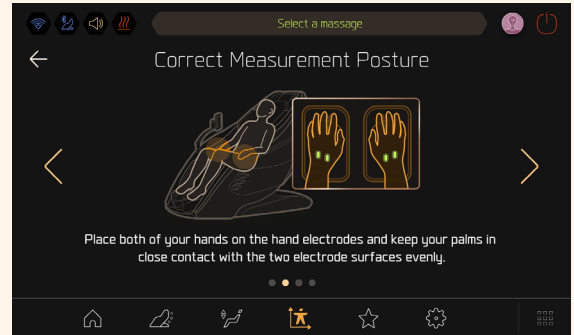 Select a massage
Correct Measurement Posture
Place both of your hands on the hand electrodes and keep your palms in
close contact with the two electrode surfaces evenly.